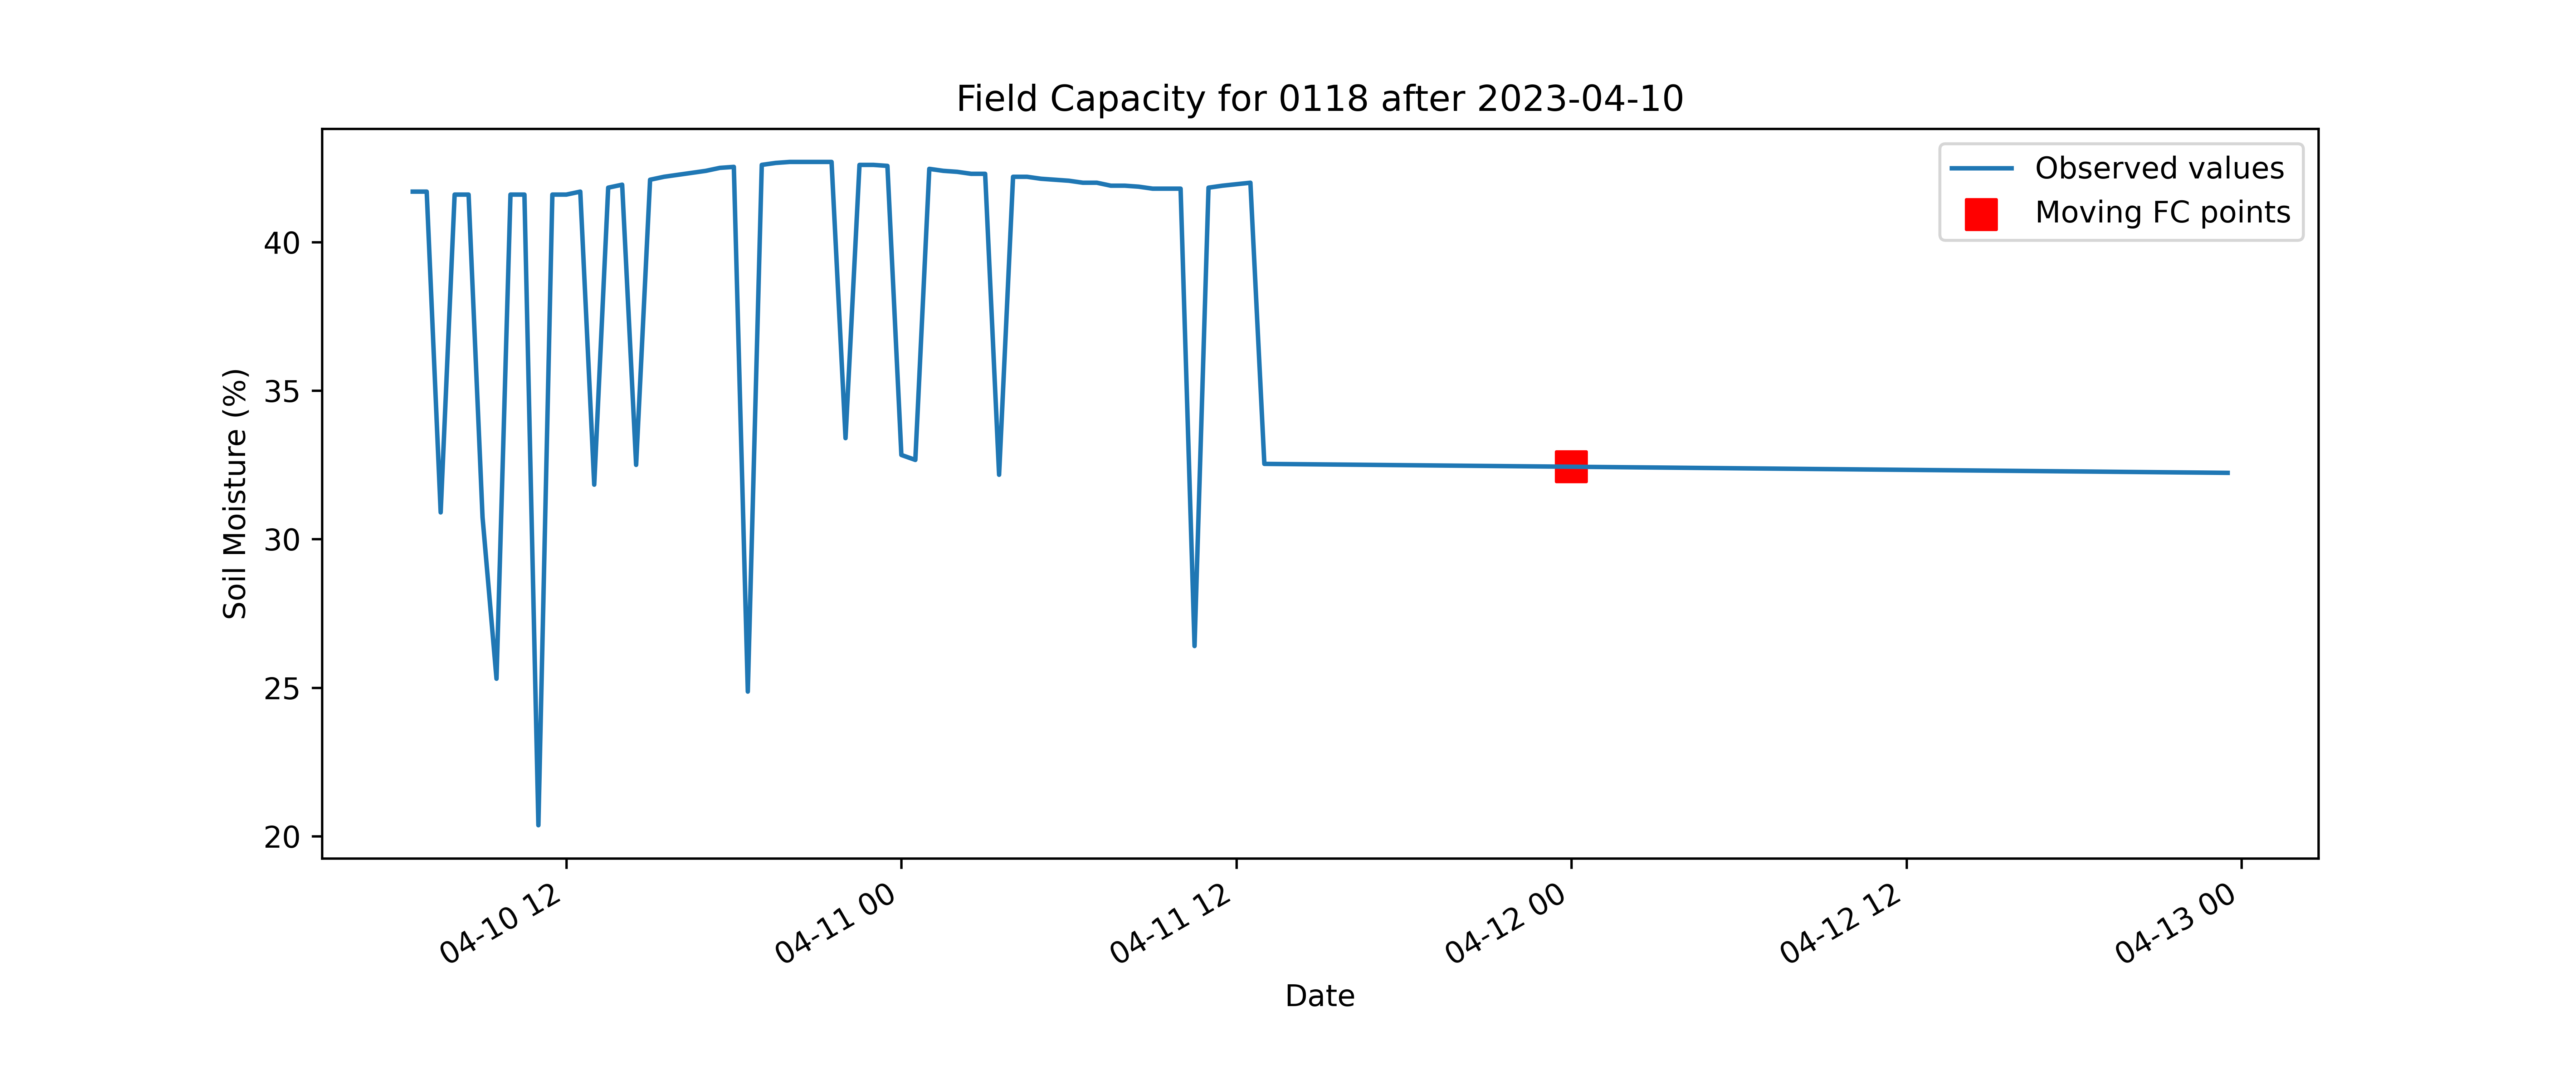 Field Capacity for 0118 after 2023-04-10
Observed values
Moving FC points
Soil Moisture (%)
40
35
30
25
20
04-10 12
04-11 00
04-11 12
04-12 00
04-12 12
04-13 00
Date